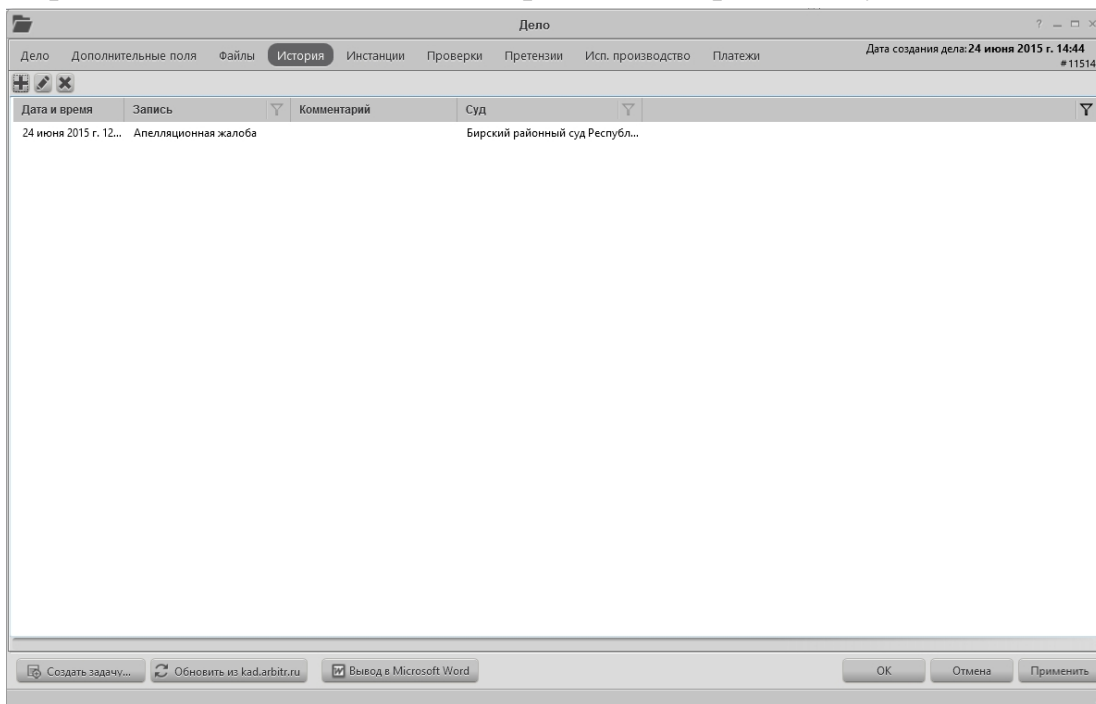 Дело
? _ □ ×
Дело Дополнительные поля Файлы История Инстанции Проверки Претензии Исп. производство Платежи Дата создания дела: 24 июня 2015 г. 14:44
#11514
Дата и время Запись Комментарий Суд
24 июня 2015 г. 12... Апелляционная жалоба Бирский районный суд Республ...
Создать задачу... Обновить из kad.arbitr.ru Вывод в Microsoft Word ОК Отмена Применить